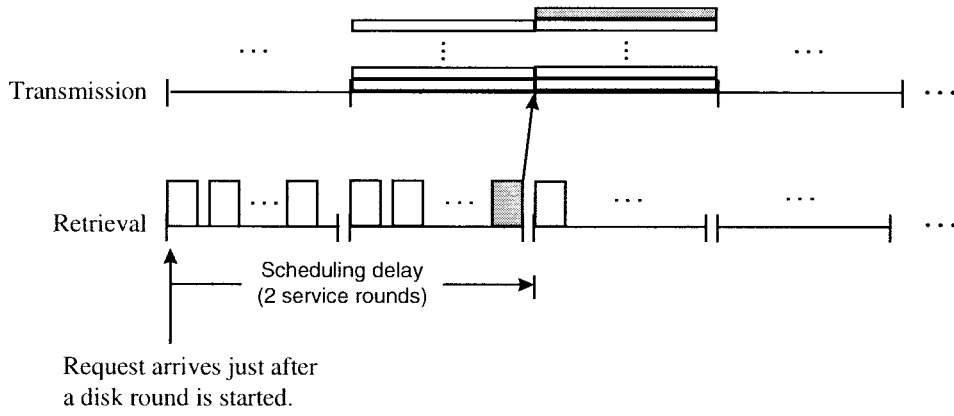 ... ... ... ...
Transmission ...
... ... ... ...
Retrieval ...
Scheduling delay
(2 service rounds)
Request arrives just after
a disk round is started.